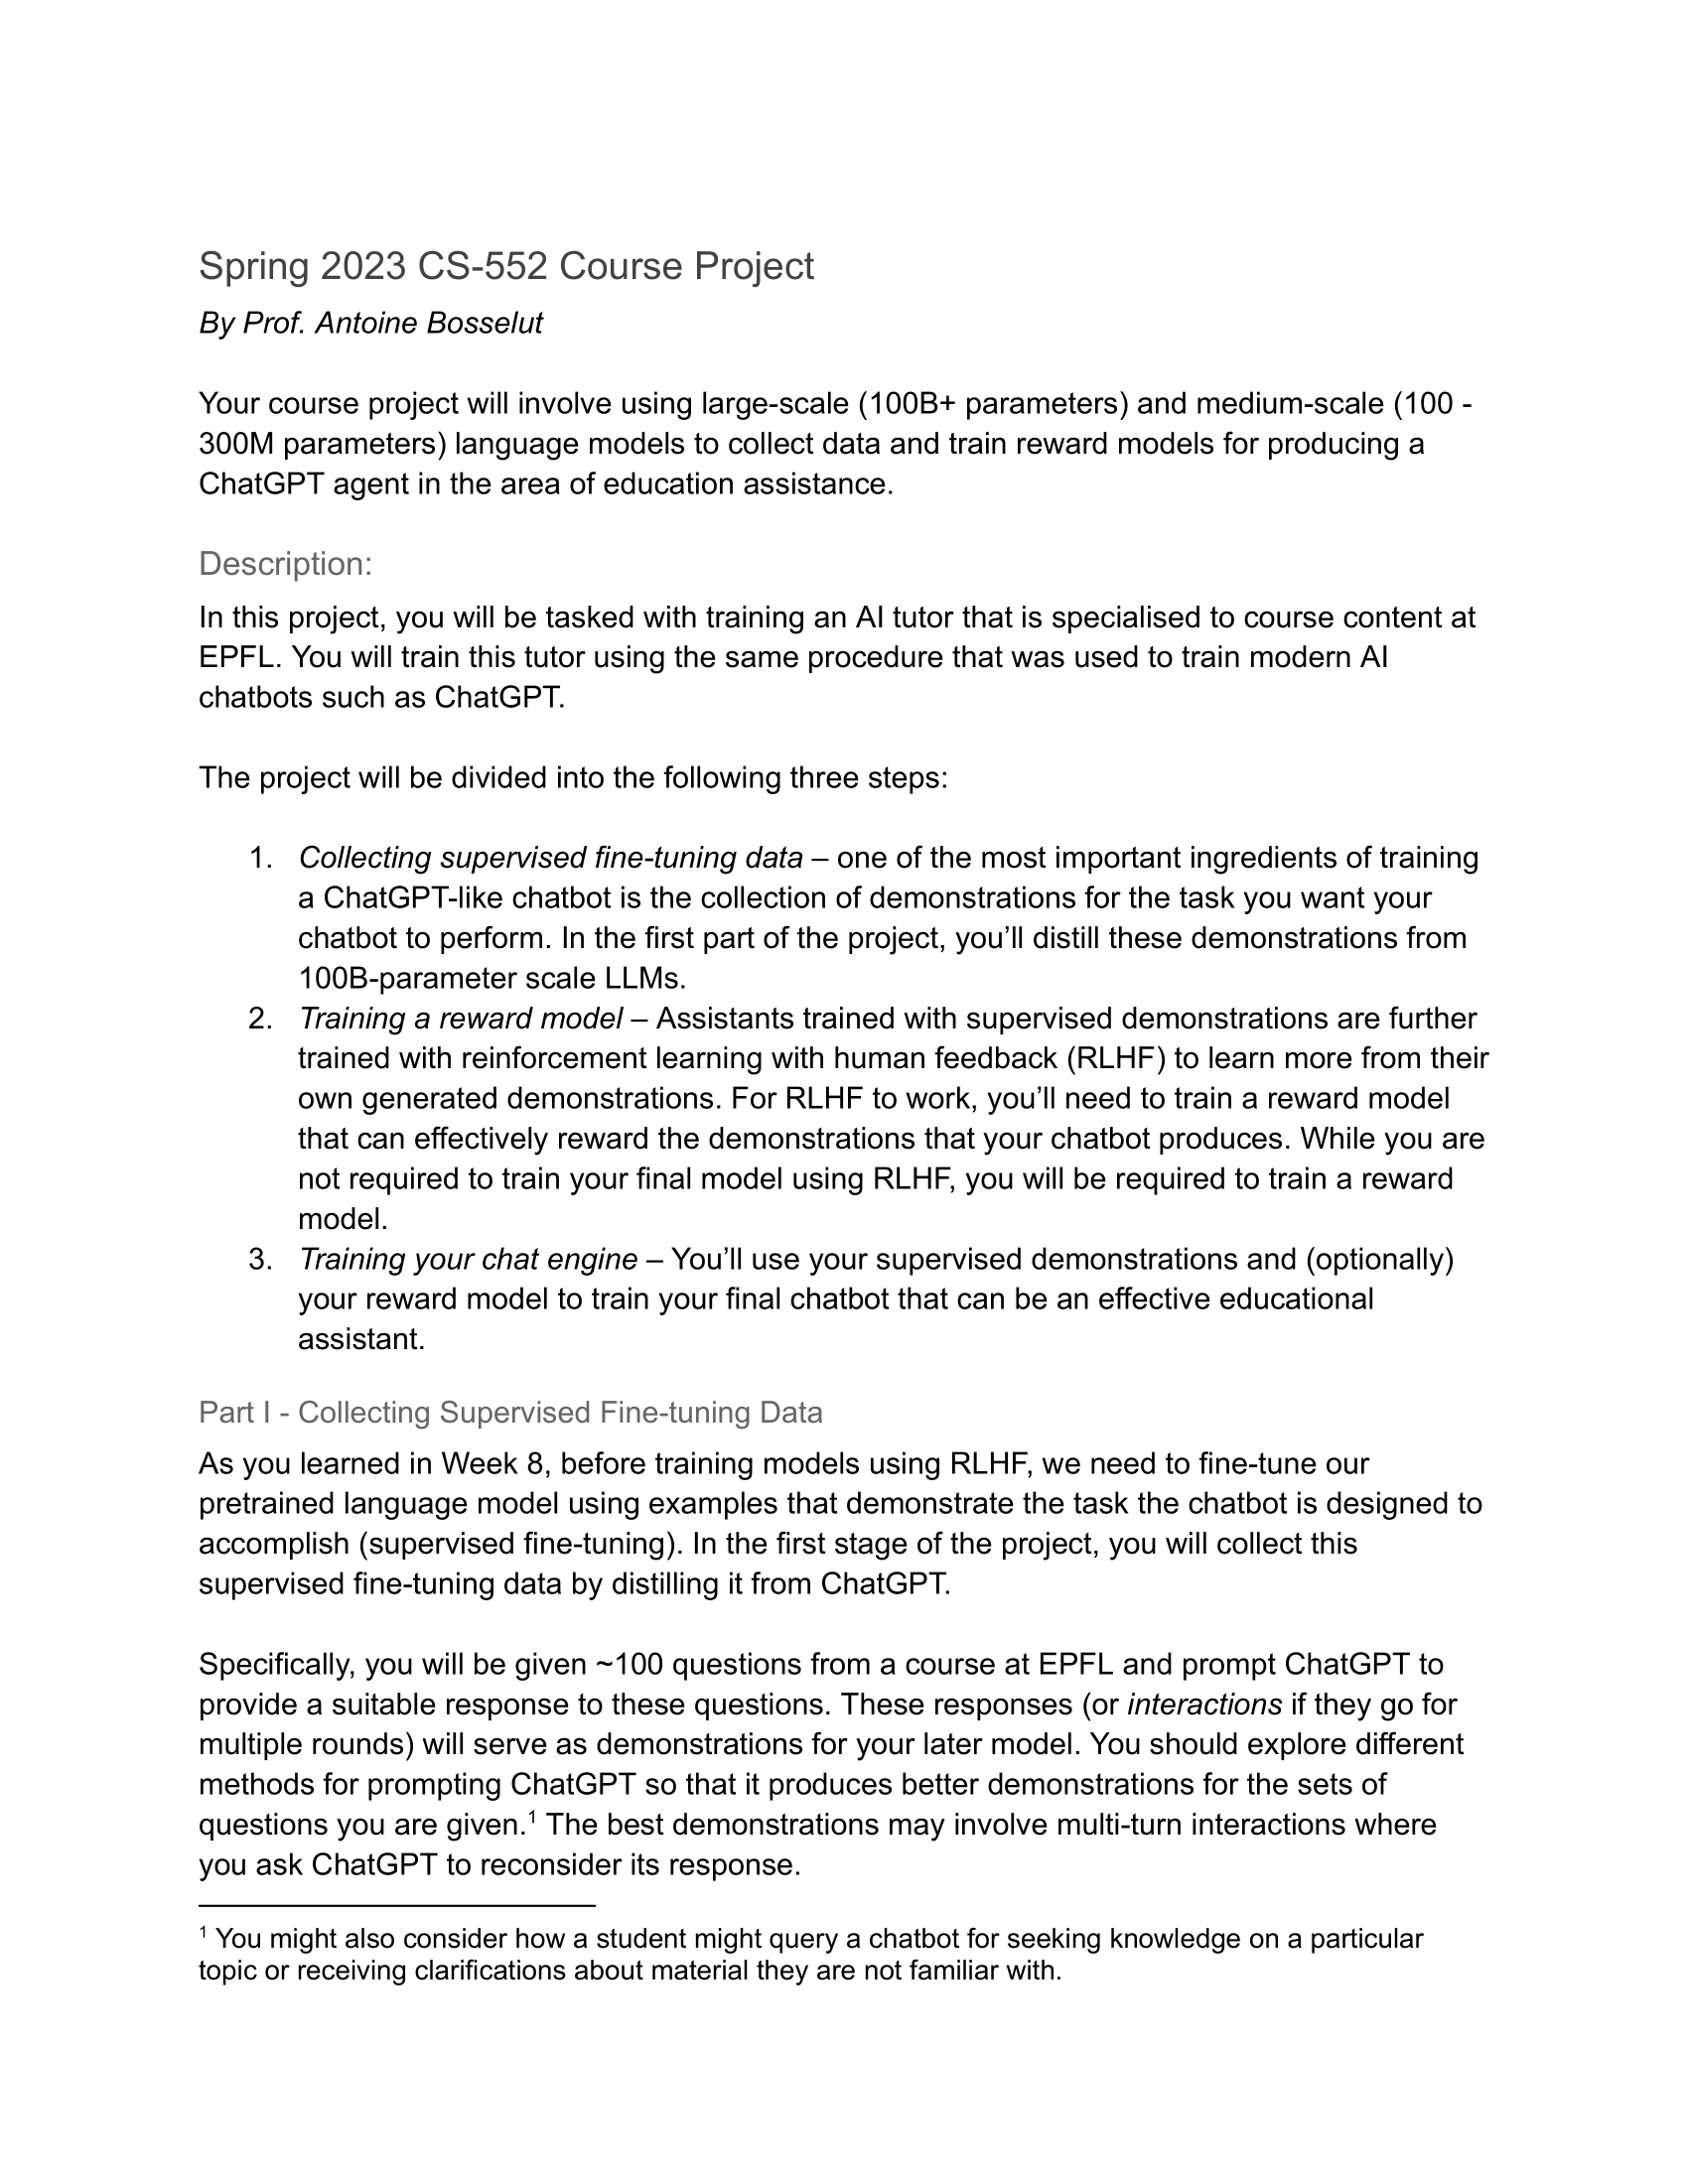 Spring 2023 CS-552 Course Project
By Prof. Antoine Bosselut
Your course project will involve using large-scale (100B+ parameters) and medium-scale (100 -
300M parameters) language models to collect data and train reward models for producing a
ChatGPT agent in the area of education assistance.
Description:
In this project, you will be tasked with training an AI tutor that is specialised to course content at
EPFL. You will train this tutor using the same procedure that was used to train modern AI
chatbots such as ChatGPT.
The project will be divided into the following three steps:
1. Collecting supervised fine-tuning data – one of the most important ingredients of training
a ChatGPT-like chatbot is the collection of demonstrations for the task you want your
chatbot to perform. In the first part of the project, you’ll distill these demonstrations from
100B-parameter scale LLMs.
2. Training a reward model – Assistants trained with supervised demonstrations are further
trained with reinforcement learning with human feedback (RLHF) to learn more from their
own generated demonstrations. For RLHF to work, you’ll need to train a reward model
that can effectively reward the demonstrations that your chatbot produces. While you are
not required to train your final model using RLHF, you will be required to train a reward
model.
3. Training your chat engine – You’ll use your supervised demonstrations and (optionally)
your reward model to train your final chatbot that can be an effective educational
assistant.
Part I - Collecting Supervised Fine-tuning Data
As you learned in Week 8, before training models using RLHF, we need to fine-tune our
pretrained language model using examples that demonstrate the task the chatbot is designed to
accomplish (supervised fine-tuning). In the first stage of the project, you will collect this
supervised fine-tuning data by distilling it from ChatGPT.
Specifically, you will be given ~100 questions from a course at EPFL and prompt ChatGPT to
provide a suitable response to these questions. These responses (or interactions if they go for
multiple rounds) will serve as demonstrations for your later model. You should explore different
methods for prompting ChatGPT so that it produces better demonstrations for the sets of
questions you are given.1 The best demonstrations may involve multi-turn interactions where
you ask ChatGPT to reconsider its response.
1 You might also consider how a student might query a chatbot for seeking knowledge on a particular
topic or receiving clarifications about material they are not familiar with.